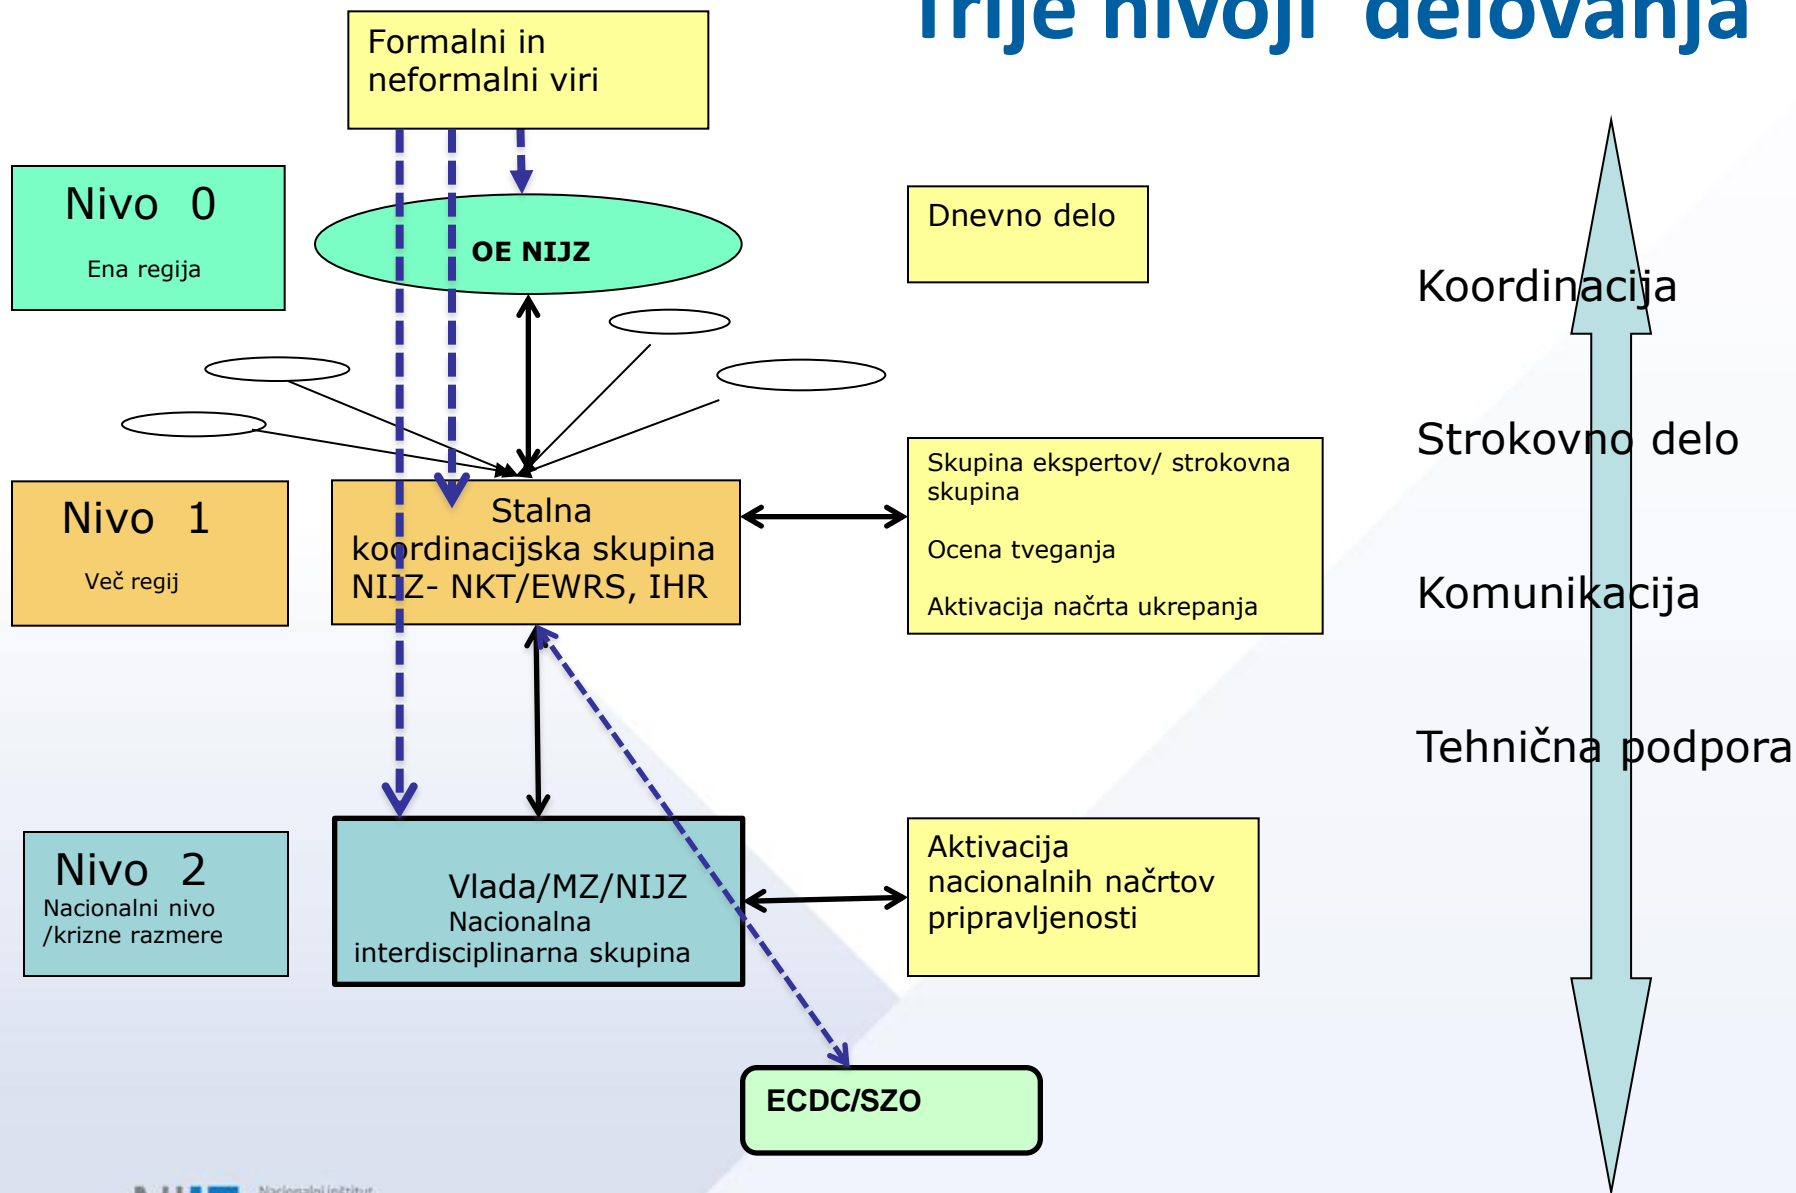 Trije nivoji delovanja
Formalni in
neformalni viri
Nivo 0
Ena regija
OE NIJZ
Dnevno delo
Koordinacija
Strokovno delo
Komunikacija
Tehnična podpora
Nivo 1
Več regij
Stalna
koordinacijska skupina
NIJZ- NKT/EWRS, IHR
Skupina ekspertov/ strokovna
skupina
Ocena tveganja
Aktivacija načrta ukrepanja
Nivo 2
Nacionalni nivo
/krizne razmere
Vlada/MZ/NIJZ
Nacionalna
interdisciplinarna skupina
Aktivacija
nacionalnih načrtov
pripravljenosti
ECDC/SZO
Nacionalni inštitut